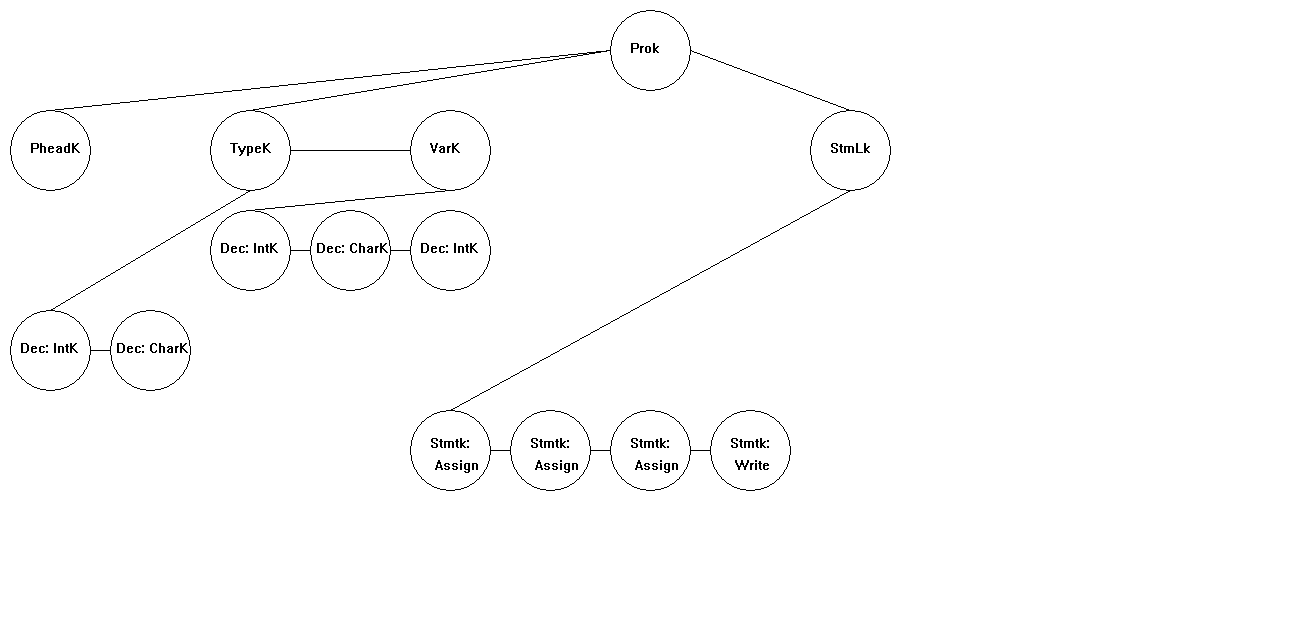 Prok
PheadK
TypeK
VarK
StmLk
Dec: IntK
Dec: CharK
Dec: IntK
Dec: IntK
Dec: CharK
Stmtk:
Assign
Stmtk:
Assign
Stmtk:
Assign
Stmtk:
Write